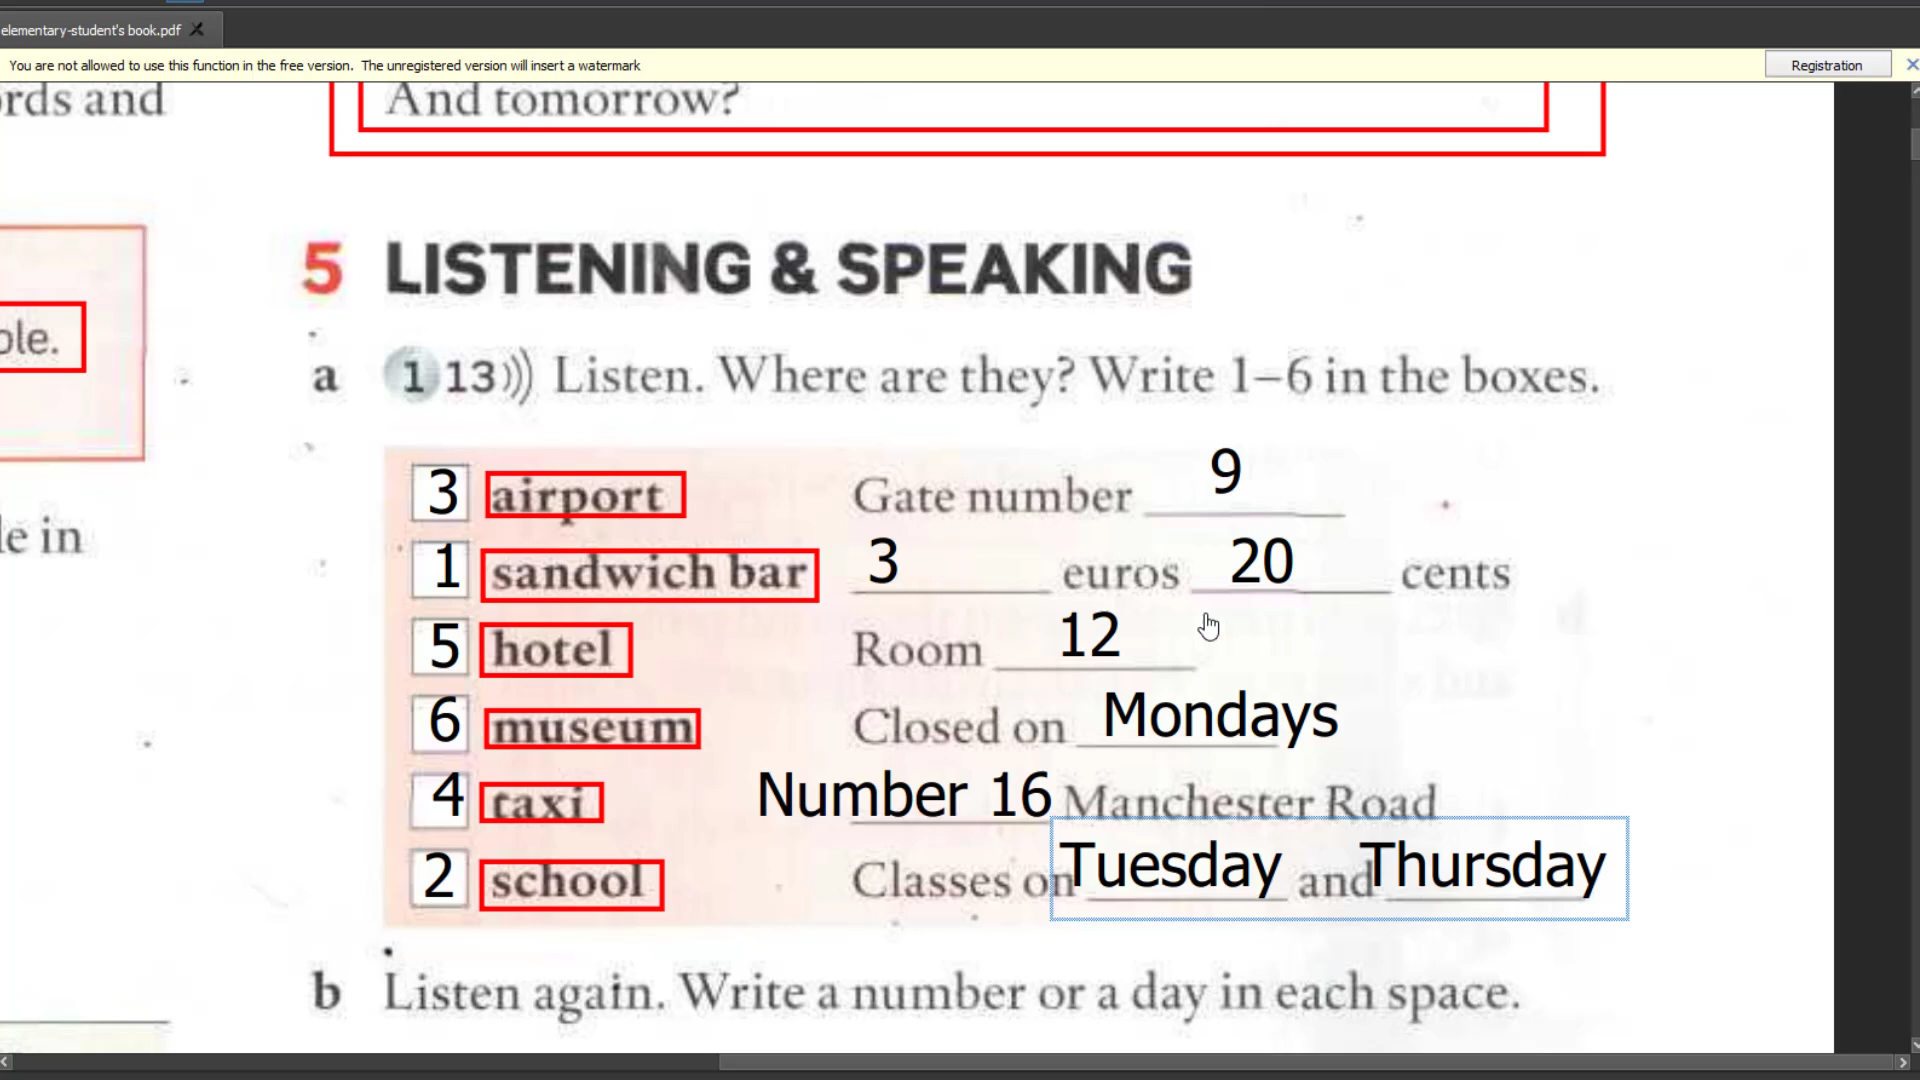 elementary-student's book.pdf
You are not allowed to use this function in the free version. The unregistered version will insert a watermark
Registration
And tomorrow?
and
5 LISTENING & SPEAKING
a 1 13))) Listen. Where are they? Write 1–6 in the boxes.
3 airport Gate number 9
1 sandwich bar 3 euros 20 cents
in
5 hotel Room 12
6 museum Closed on Mondays
4 taxi Number 16 Manchester Road
2 school Classes on Tuesday and Thursday
b Listen again. Write a number or a day in each space.